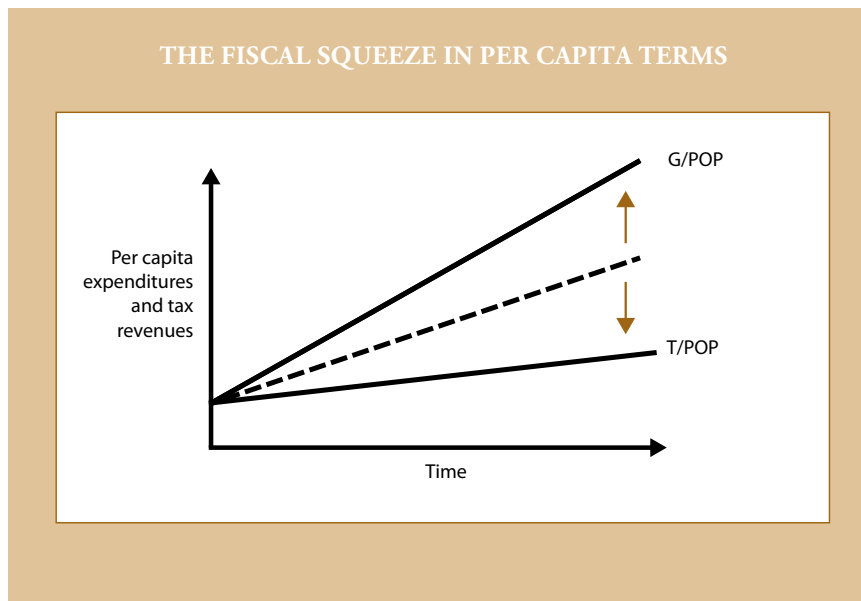 THE FISCAL SQUEEZE IN PER CAPITA TERMS
G/POP
Per capita
expenditures
and tax
revenues
T/POP
Time